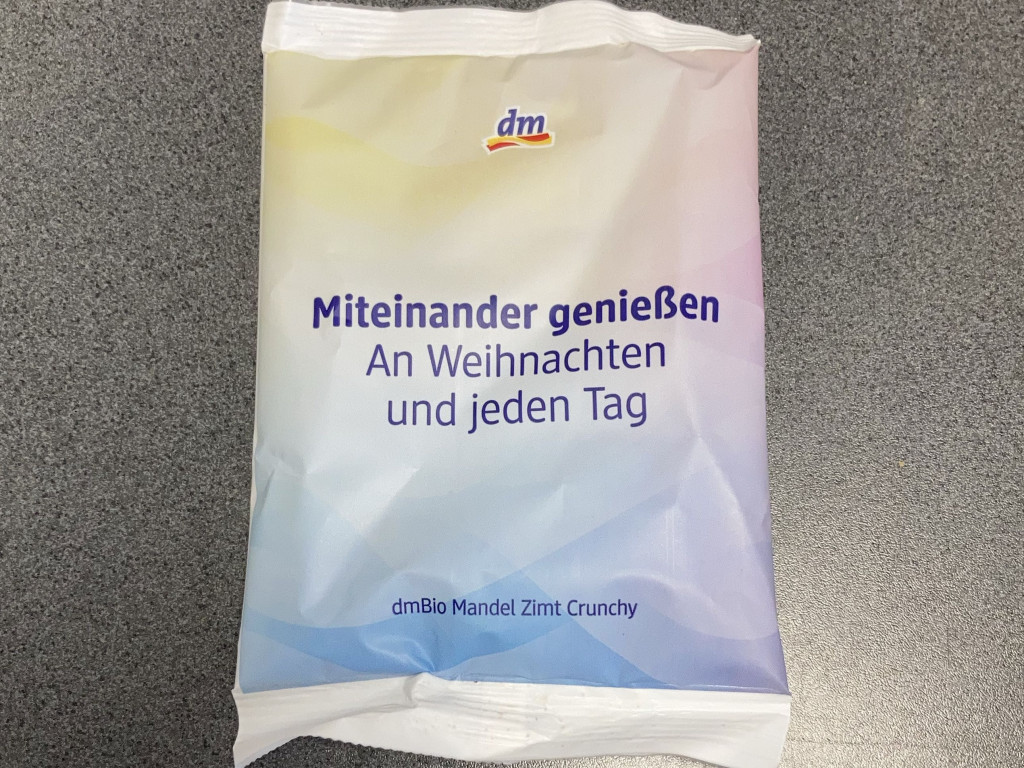 dm
Miteinander genießen
An Weihnachten
und jeden Tag
dmBio Mandel Zimt Crunchy